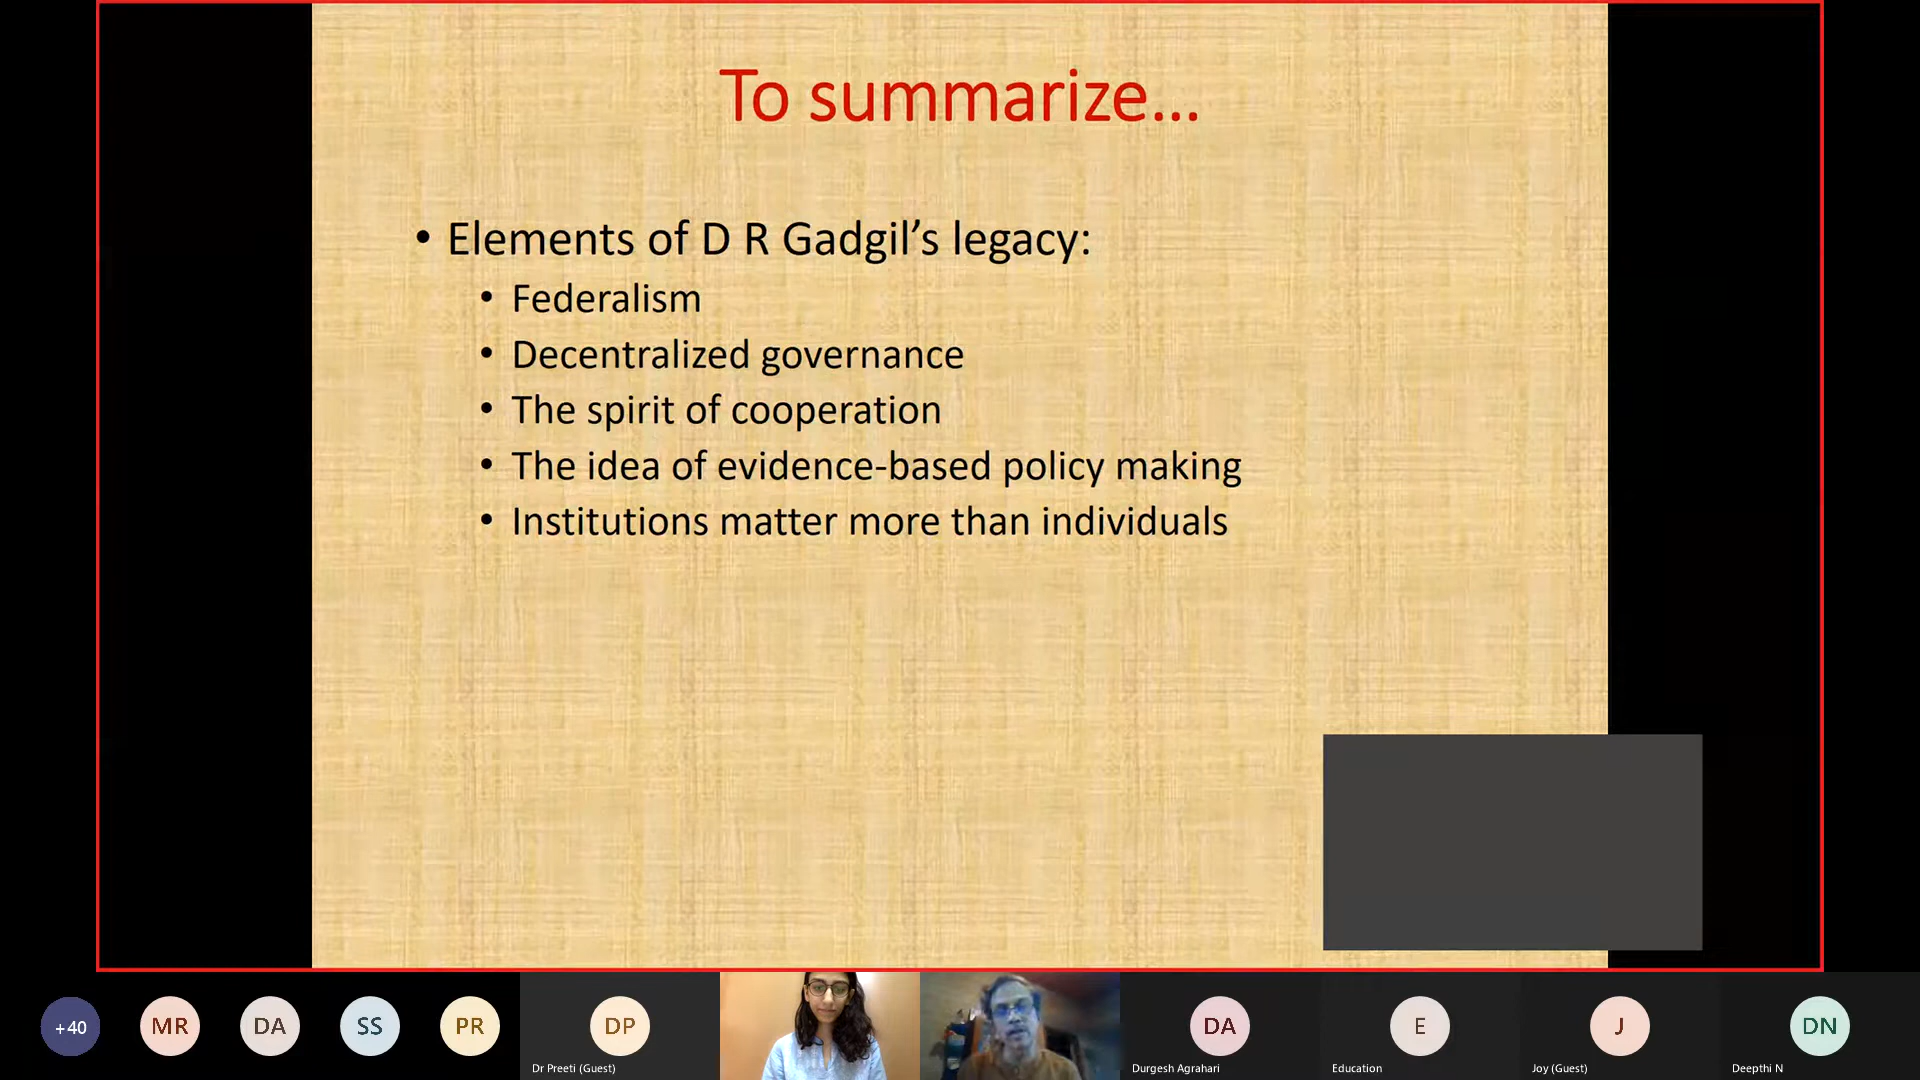 To summarize...
• Elements of D R Gadgil’s legacy:
• Federalism
• Decentralized governance
• The spirit of cooperation
• The idea of evidence-based policy making
• Institutions matter more than individuals
+40
MR
DA
SS
PR
DP
Dr Preeti (Guest)
DA
Durgesh Agrahari
E
Education
J
Joy (Guest)
DN
Deepthi N